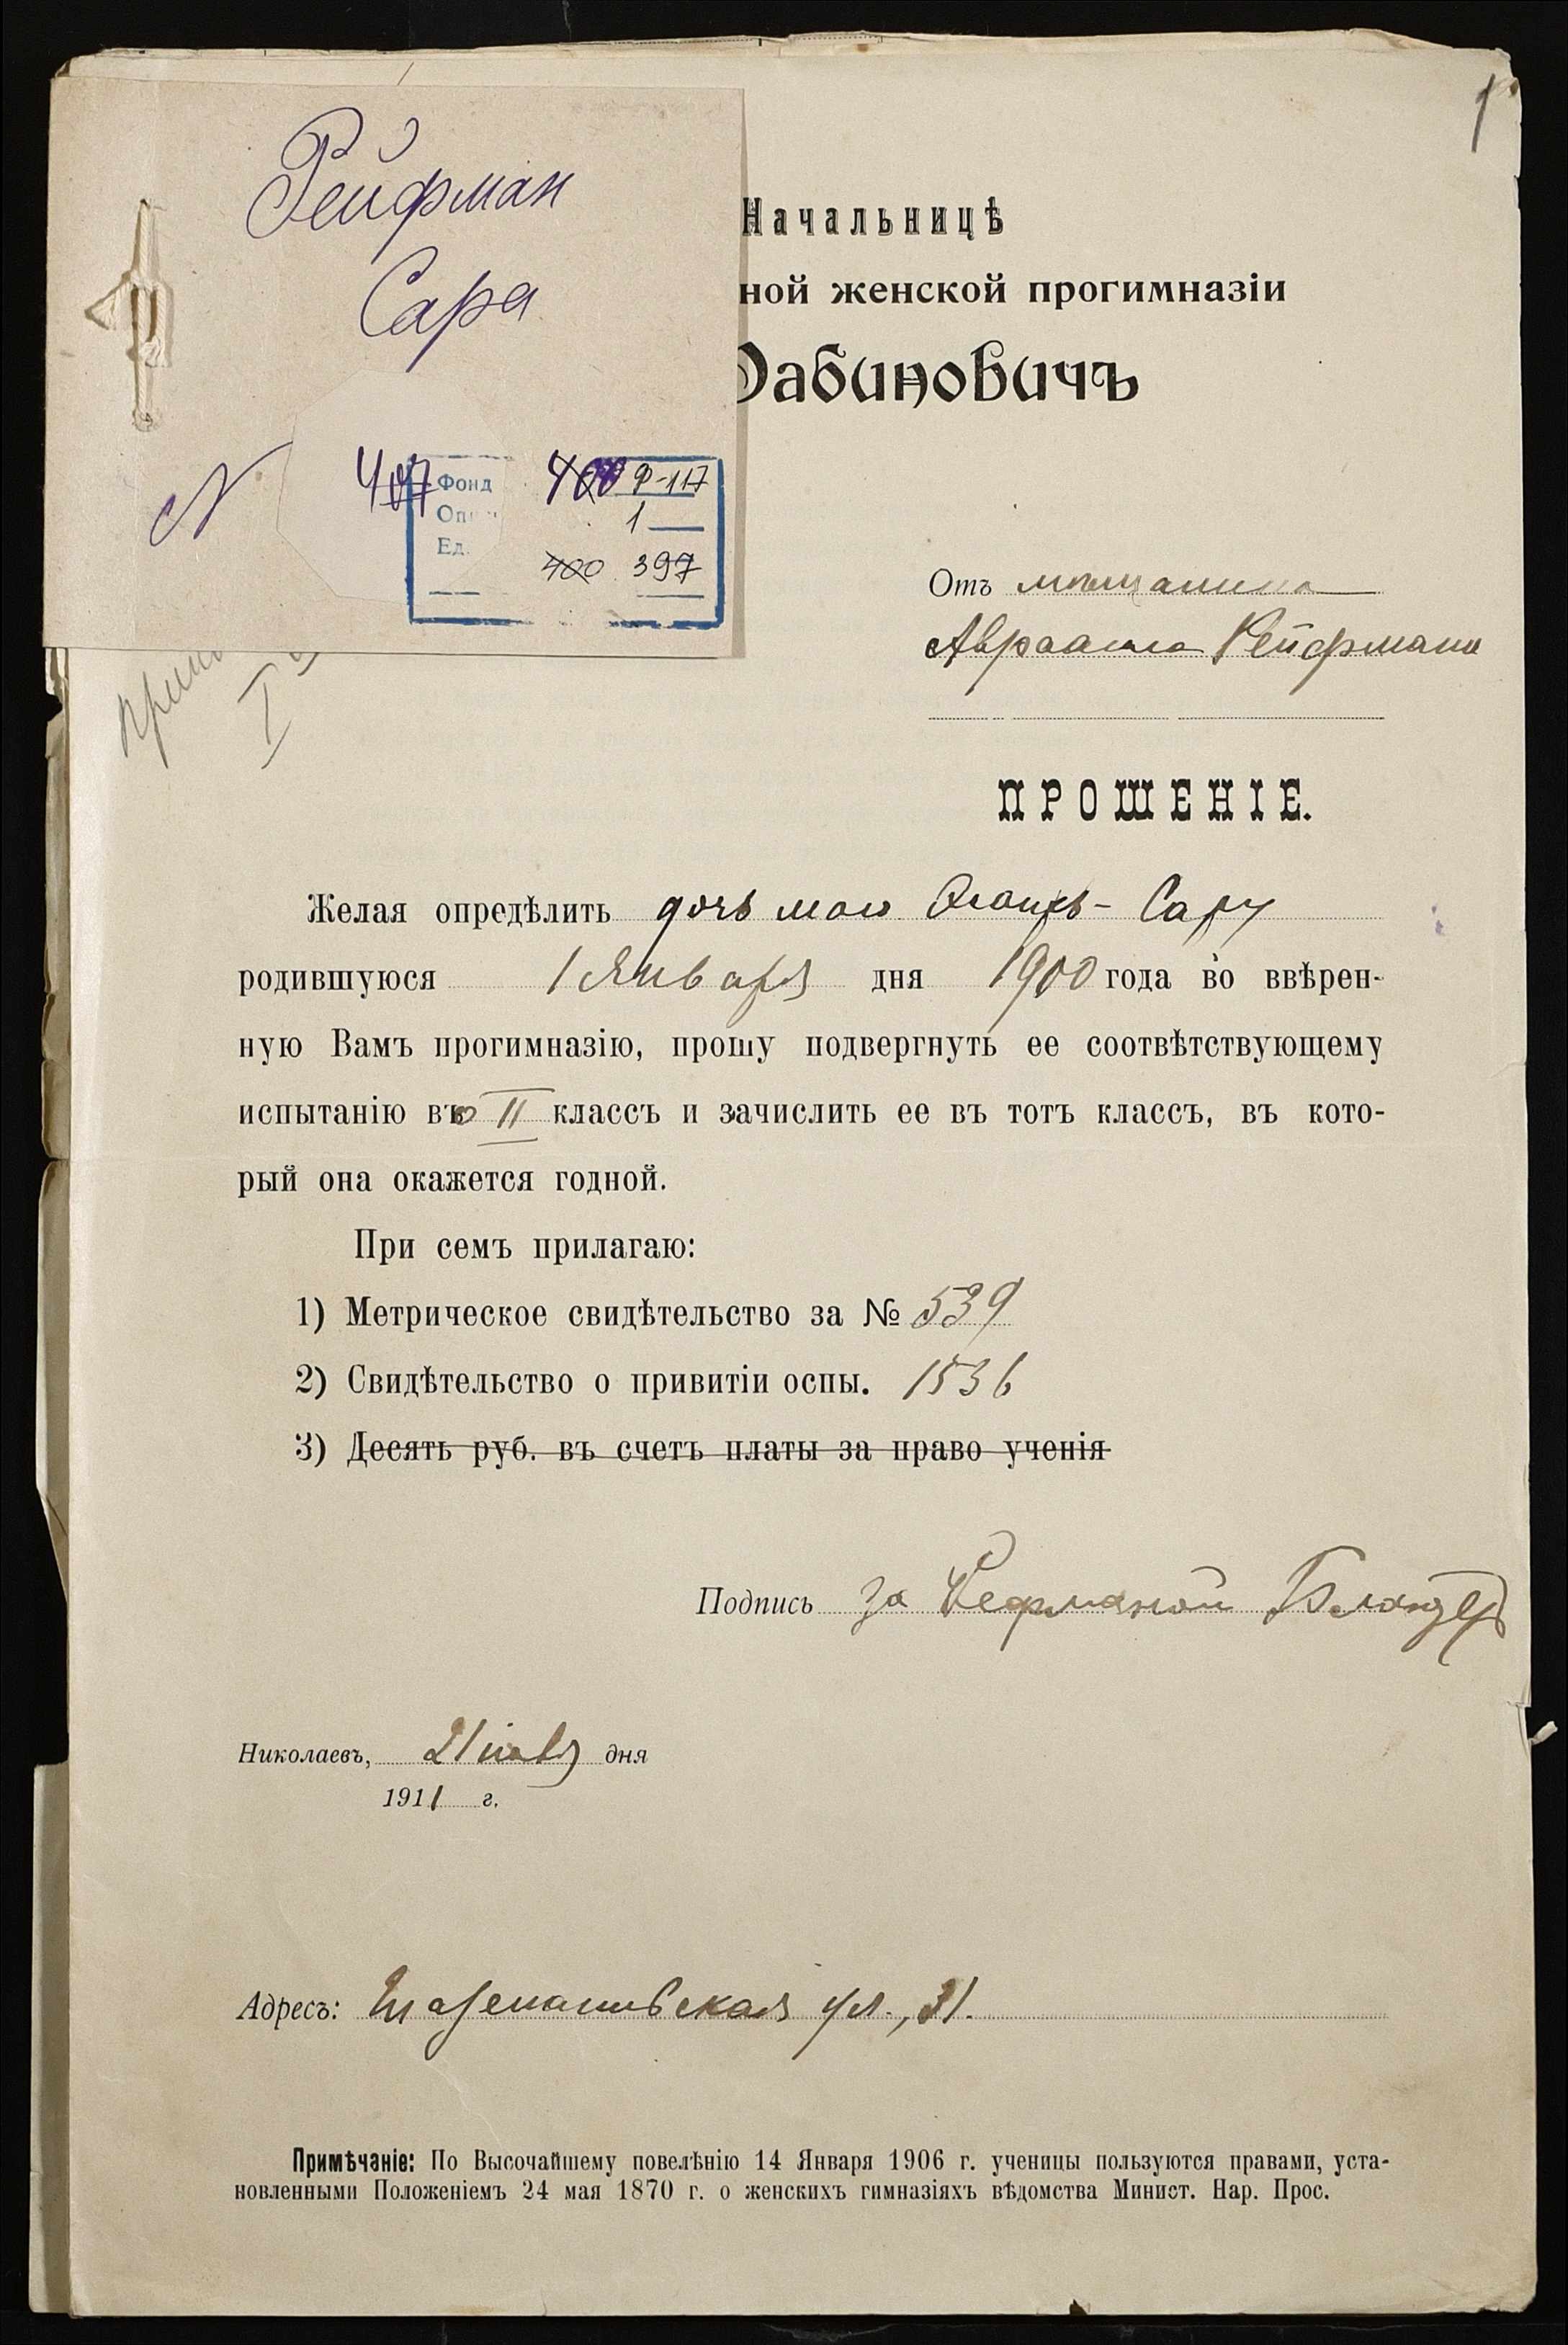 1
Рейфман
Сара
N 407
Фонд 400 Ф-117
Оп 1
Ед. 400 397
Начальницѣ
ной женской прогимназіи
Рабиновичъ
Отъ мѣщанина
Авраама Рейфмана
I
ПРОШЕНІЕ.
Желая опредѣлить дочь мою Сару
родившуюся 1 Января дня 1900 года во ввѣрен-
ную Вамъ прогимназію, прошу подвергнуть ее соотвѣтствующему
испытанію во II классъ и зачислить ее въ тотъ классъ, въ кото-
рый она окажется годной.
При семъ прилагаю:
1) Метрическое свидѣтельство за № 539
2) Свидѣтельство о привитіи оспы. 1536
3) Десять руб. въ счетъ платы за право ученія
Подпись за
Николаевъ, 21 дня
1911 г.
Адресъ: ул., 31.
Примѣчаніе: По Высочайшему повелѣнію 14 Января 1906 г. ученицы пользуются правами, уста-
новленными Положеніемъ 24 мая 1870 г. о женскихъ гимназіяхъ вѣдомства Минист. Нар. Прос.